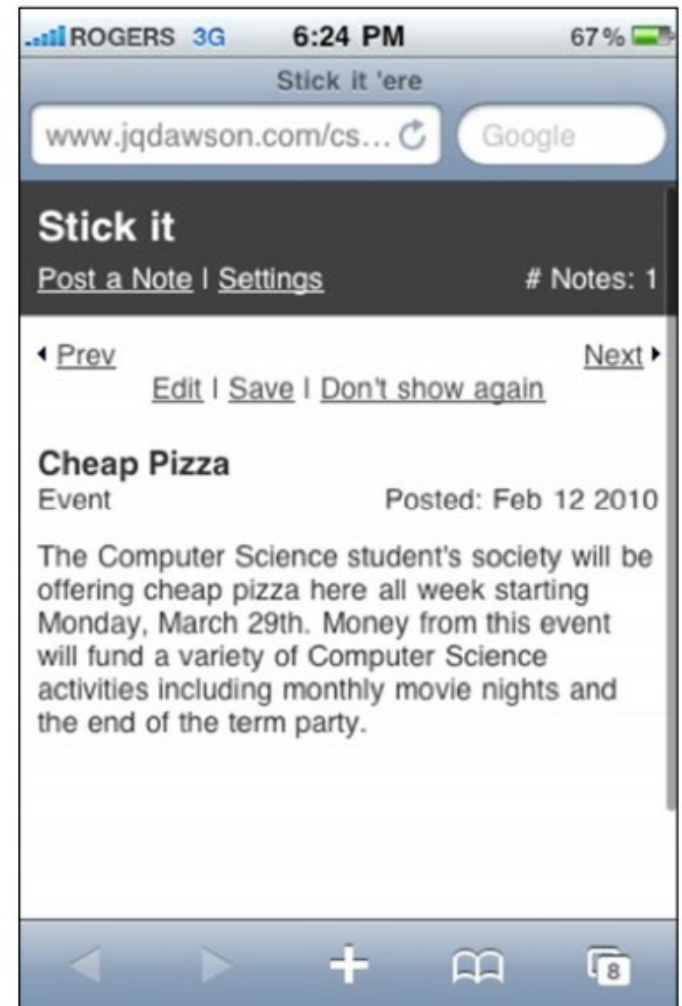 ROGERS 3G 6:24 PM 67%
Stick it 'ere
www.jqdawson.com/cs... Google
Stick it
Post a Note | Settings # Notes: 1
Prev Next
Edit | Save | Don't show again
Cheap Pizza
Event Posted: Feb 12 2010
The Computer Science student's society will be
offering cheap pizza here all week starting
Monday, March 29th. Money from this event
will fund a variety of Computer Science
activities including monthly movie nights and
the end of the term party.
8